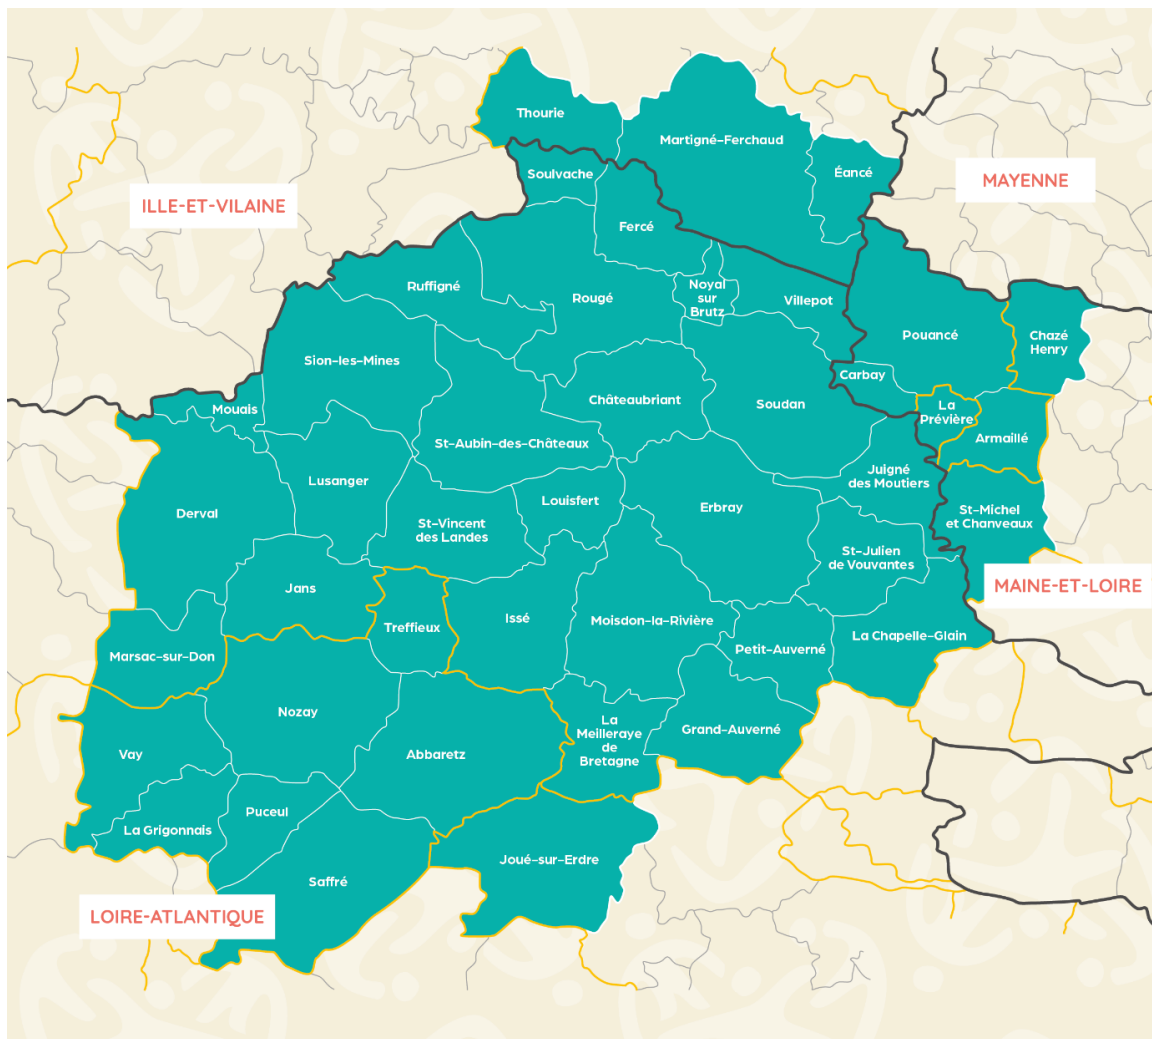 Thourie
Martigné-Ferchaud
Éancé
MAYENNE
Soulvache
ILLE-ET-VILAINE
Fercé
Ruffigné
Rougé
Noyal
sur
Brutz
Villepot
Pouancé
Chazé
Henry
Sion-les-Mines
Carbay
Châteaubriant
Soudan
La
Prévière
Mouais
Armaillé
St-Aubin-des-Châteaux
Juigné
des Moutiers
Lusanger
Louisfert
Erbray
Derval
St-Vincent
des Landes
St-Michel
et Chanveaux
St-Julien
de Vouvantes
Jans
MAINE-ET-LOIRE
Issé
Moisdon-la-Rivière
Treffieux
La Chapelle-Glain
Petit-Auverné
Marsac-sur-Don
Nozay
La
Meilleraye
de
Bretagne
Grand-Auverné
Vay
Abbaretz
Puceul
La Grigonnais
Joué-sur-Erdre
Saffré
LOIRE-ATLANTIQUE